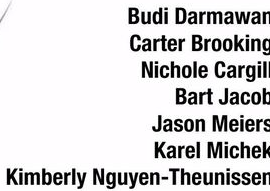 Budi Darmawan
Carter Brooking
Nichole Cargill
Bart Jacob
Jason Meiers
Karel Michek
Kimberly Nguyen-Theunissen